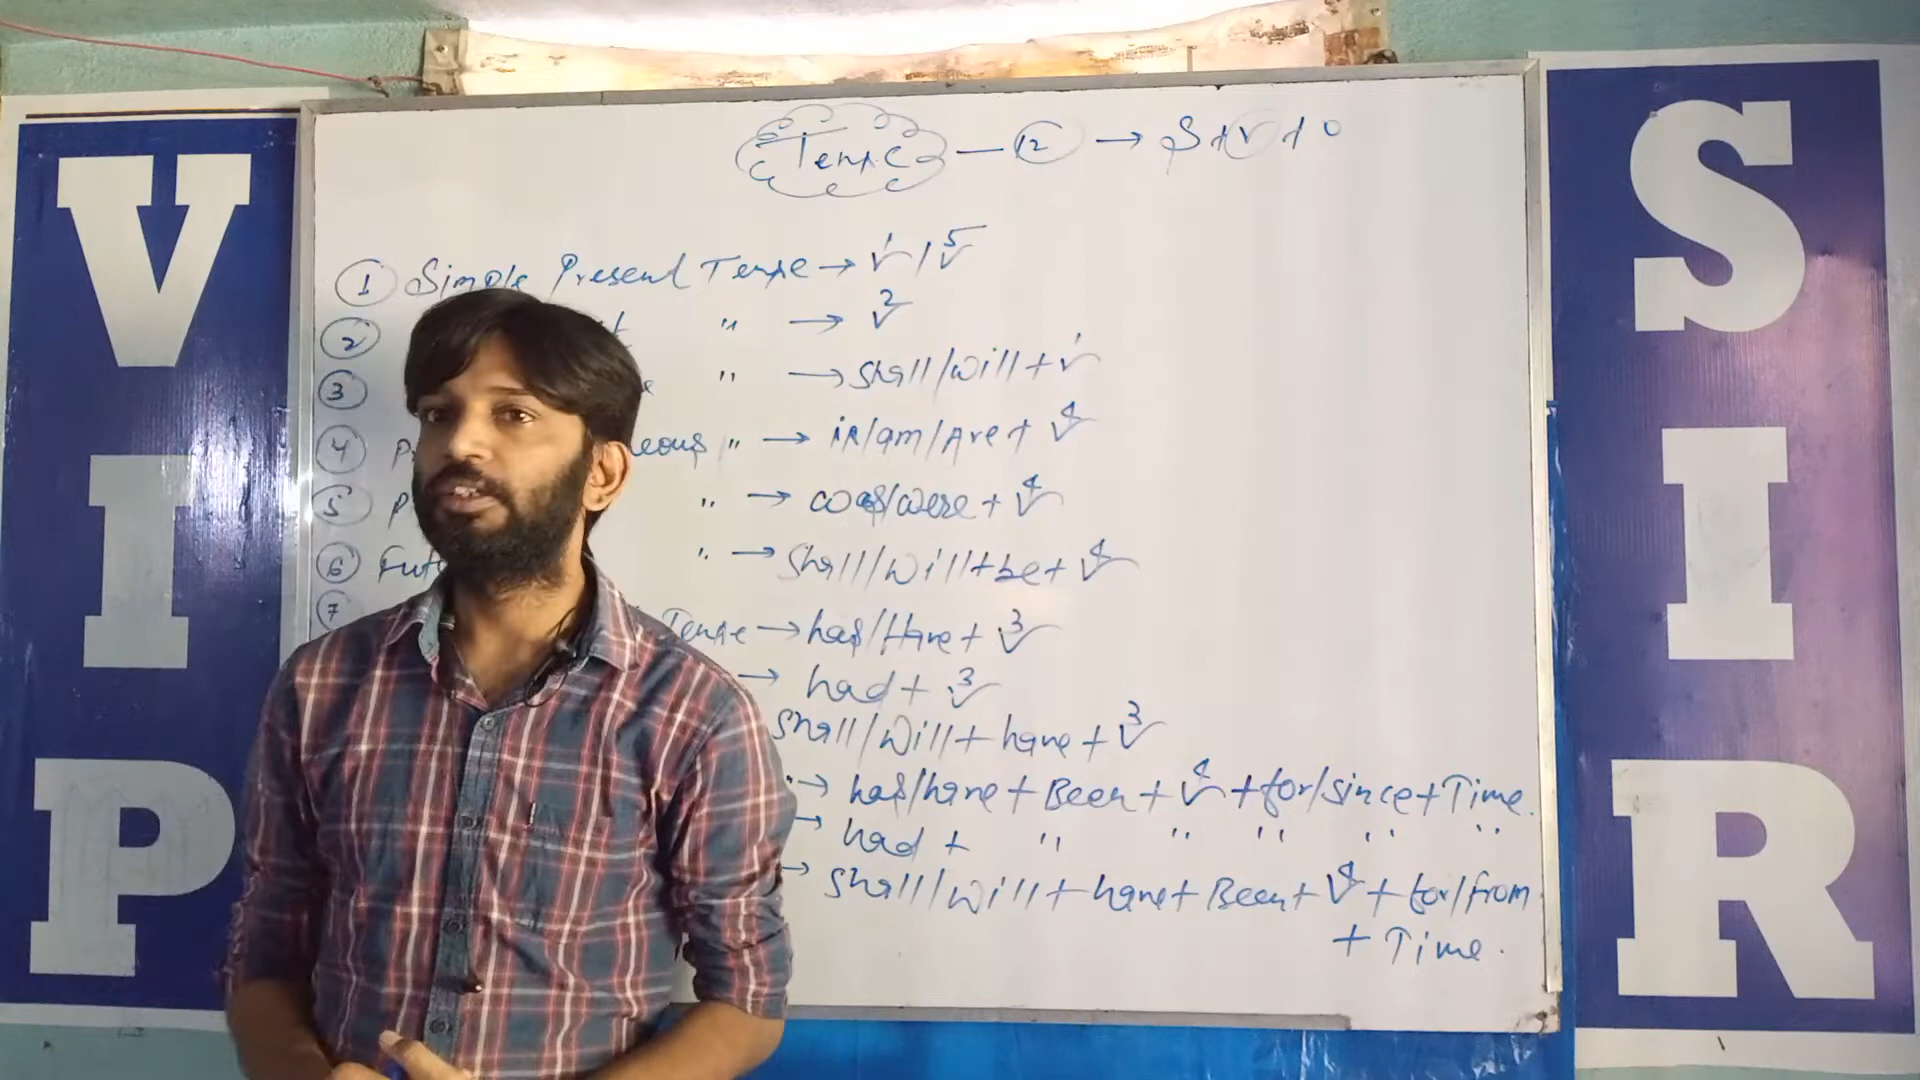 VIP
SIR
Tense — 12 → S + V + O
1 Simple Present Tense → V1 / V5
2 " → V2
3 " → Shall/Will + V1
4 " → is/am/Are + V4
5 " → was/were + V4
6 " → Shall/Will + be + V4
7 Tense → has/Have + V3
→ had + V3
Shall/Will + have + V3
" → has/have + Been + V4 + for/since + Time.
→ had + " " " " "
→ Shall/Will + have + Been + V4 + for/from
+ Time.